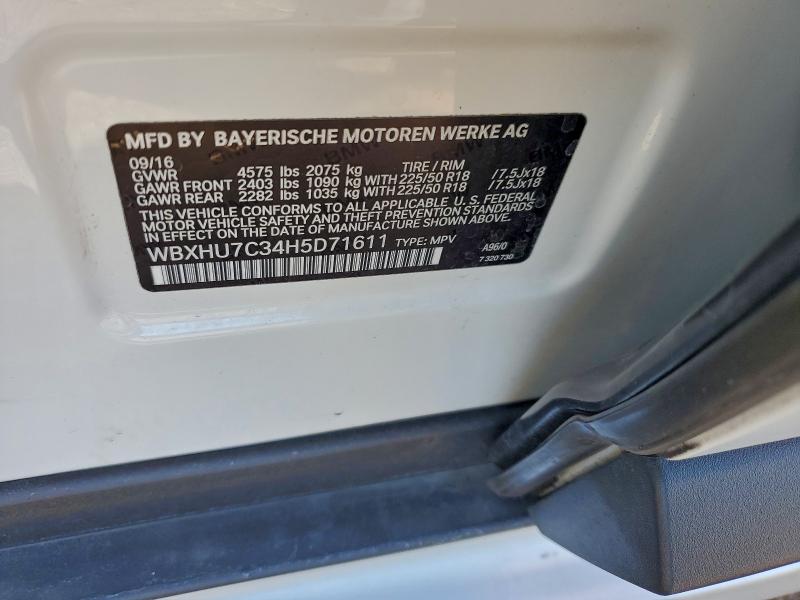 MFD BY BAYERISCHE MOTOREN WERKE AG
09/16
GVWR 4575 lbs 2075 kg TIRE / RIM
GAWR FRONT 2403 lbs 1090 kg WITH 225/50 R18 /7.5Jx18
GAWR REAR 2282 lbs 1035 kg WITH 225/50 R18 /7.5Jx18
THIS VEHICLE CONFORMS TO ALL APPLICABLE U. S. FEDERAL
MOTOR VEHICLE SAFETY AND THEFT PREVENTION STANDARDS
IN EFFECT ON THE DATE OF MANUFACTURE SHOWN ABOVE.
WBXHU7C34H5D71611 TYPE: MPV
A96/0
7 320 730